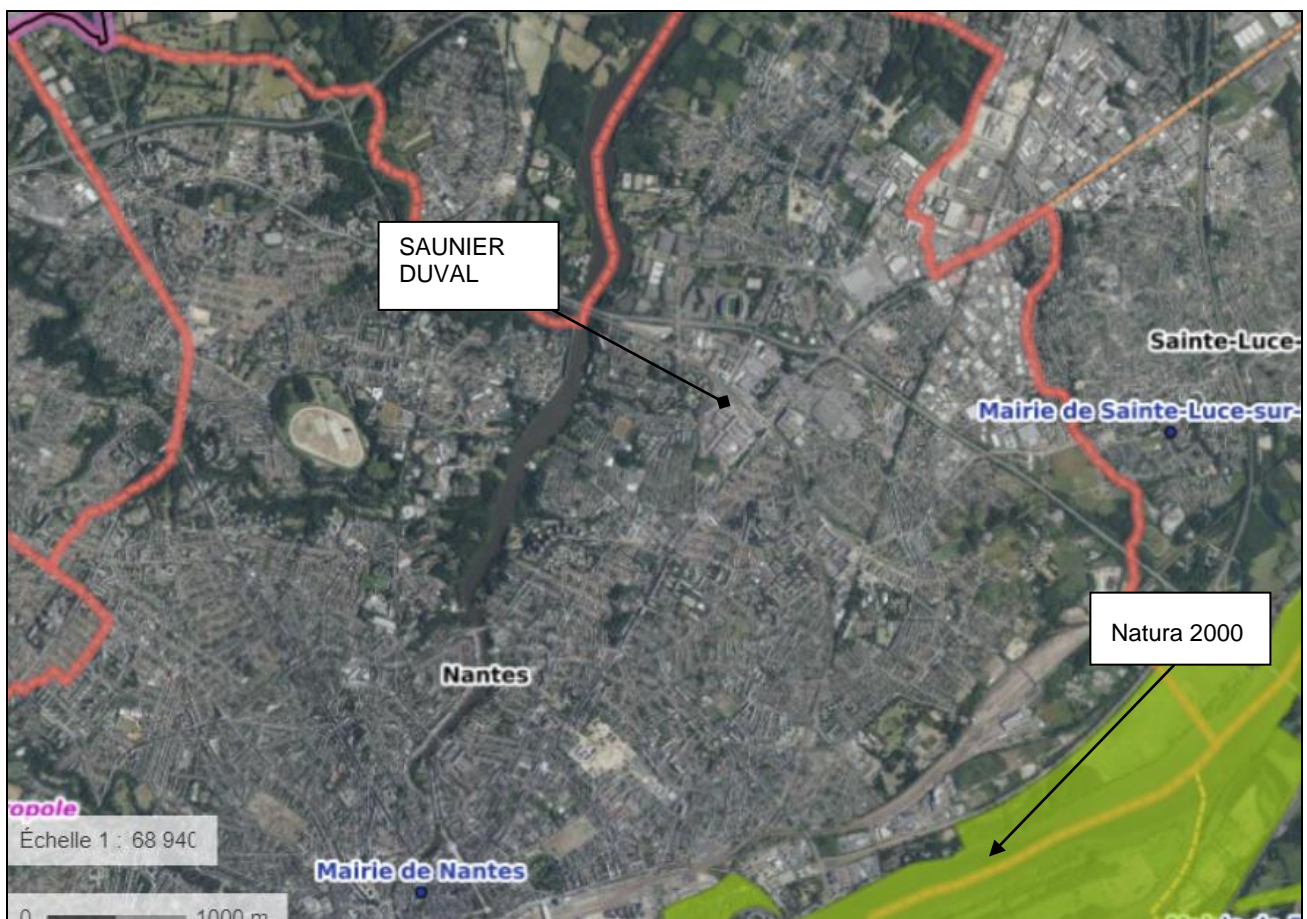 SAUNIER
DUVAL
Sainte-Luce-
Mairie de Sainte-Luce-sur-
Natura 2000
Nantes
opole
Échelle 1 : 68 940
Mairie de Nantes
0 1000 m